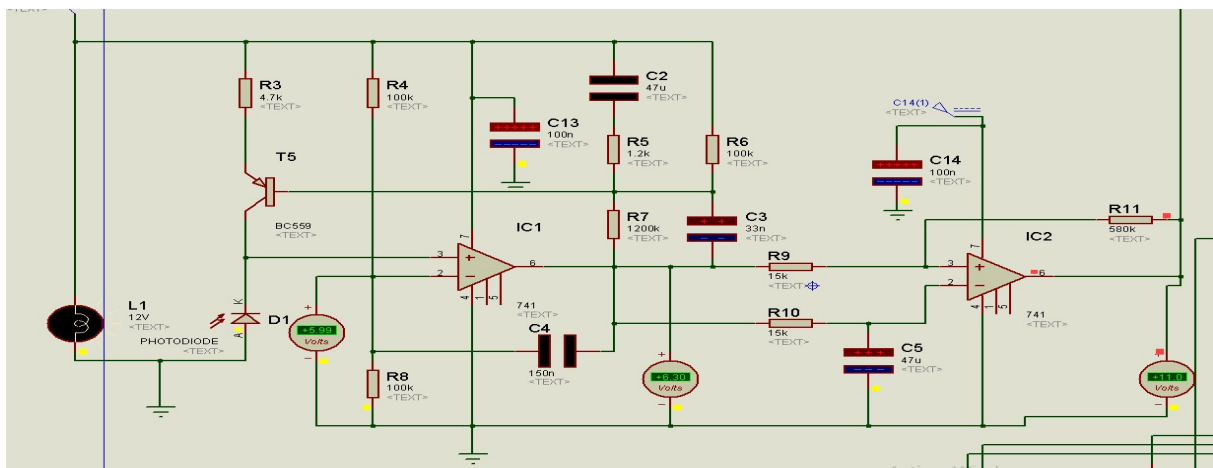 <TEXT>
R3
4.7k
<TEXT>
R4
100k
<TEXT>
C2
47u
<TEXT>
C13
100n
<TEXT>
R5
1.2k
<TEXT>
R6
100k
<TEXT>
C14(1)
<TEXT>
C14
100n
<TEXT>
T5
BC559
<TEXT>
R7
1200k
<TEXT>
C3
33n
<TEXT>
R11
580k
<TEXT>
IC1
3
2
7
6
4
1
5
741
<TEXT>
R9
15k
<TEXT>
IC2
3
2
7
6
4
1
5
741
<TEXT>
L1
12V
<TEXT>
K
A
D1
PHOTODIODE
<TEXT>
+5.99
Volts
+
-
C4
150n
<TEXT>
R10
15k
<TEXT>
R8
100k
<TEXT>
+6.30
Volts
+
-
C5
47u
<TEXT>
+11.0
Volts
+
-